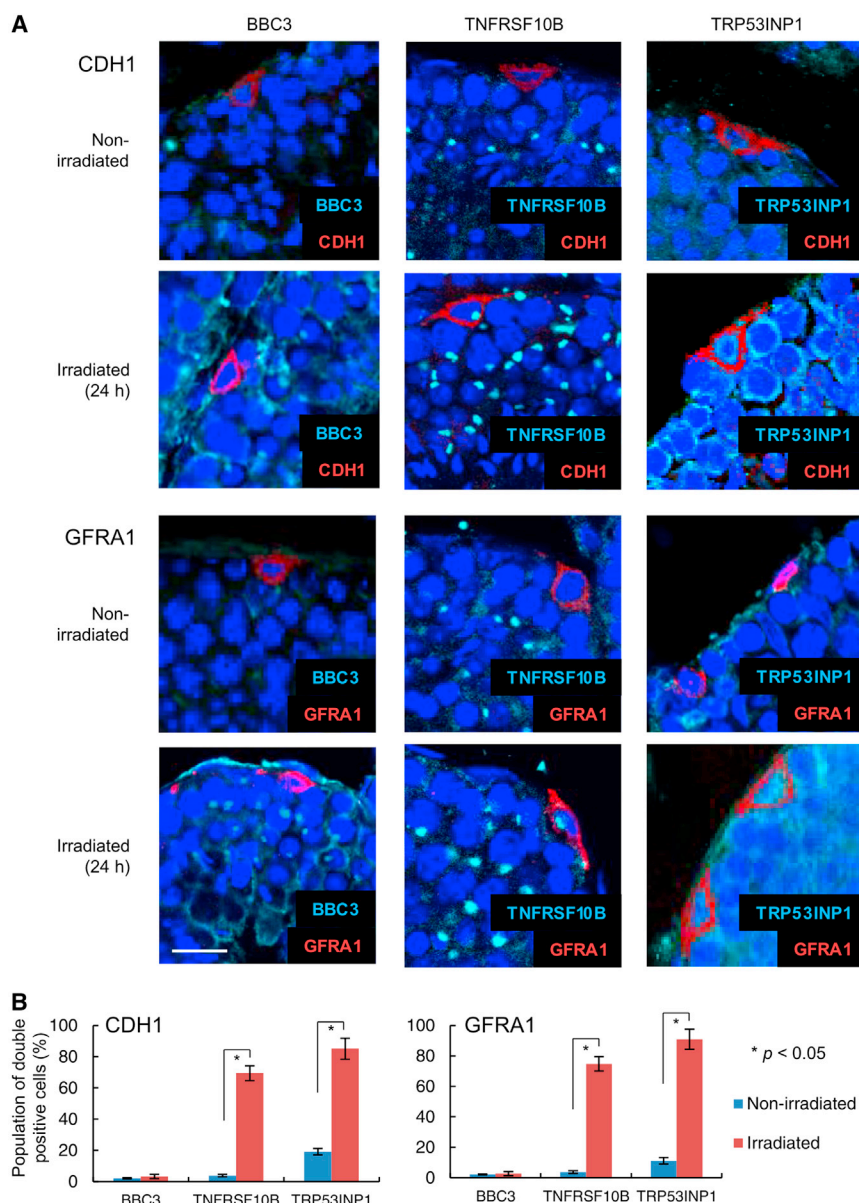 A
BBC3 TNFRSF10B TRP53INP1
CDH1
Non-
irradiated
BBC3
CDH1
TNFRSF10B
CDH1
TRP53INP1
CDH1
Irradiated
(24 h)
BBC3
CDH1
TNFRSF10B
CDH1
TRP53INP1
CDH1
GFRA1
Non-
irradiated
BBC3
GFRA1
TNFRSF10B
GFRA1
TRP53INP1
GFRA1
Irradiated
(24 h)
BBC3
GFRA1
TNFRSF10B
GFRA1
TRP53INP1
GFRA1
B
CDH1
Population of double
positive cells (%)
100
80
60
40
20
0
*
*
BBC3 TNFRSF10B TRP53INP1
GFRA1
100
80
60
40
20
0
*
*
BBC3 TNFRSF10B TRP53INP1
* p < 0.05
Non-irradiated
Irradiated